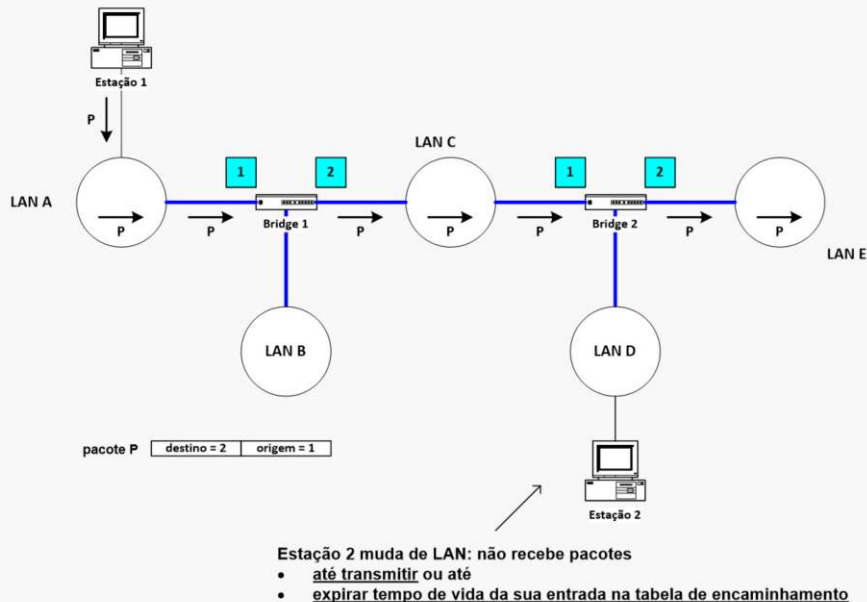 Estação 1
P
LAN C
1
2
1
2
LAN A
P
P
Bridge 1
P
P
P
Bridge 2
P
P
LAN E
LAN B
LAN D
pacote P
destino = 2
origem = 1
Estação 2
Estação 2 muda de LAN: não recebe pacotes
• até transmitir ou até
• expirar tempo de vida da sua entrada na tabela de encaminhamento